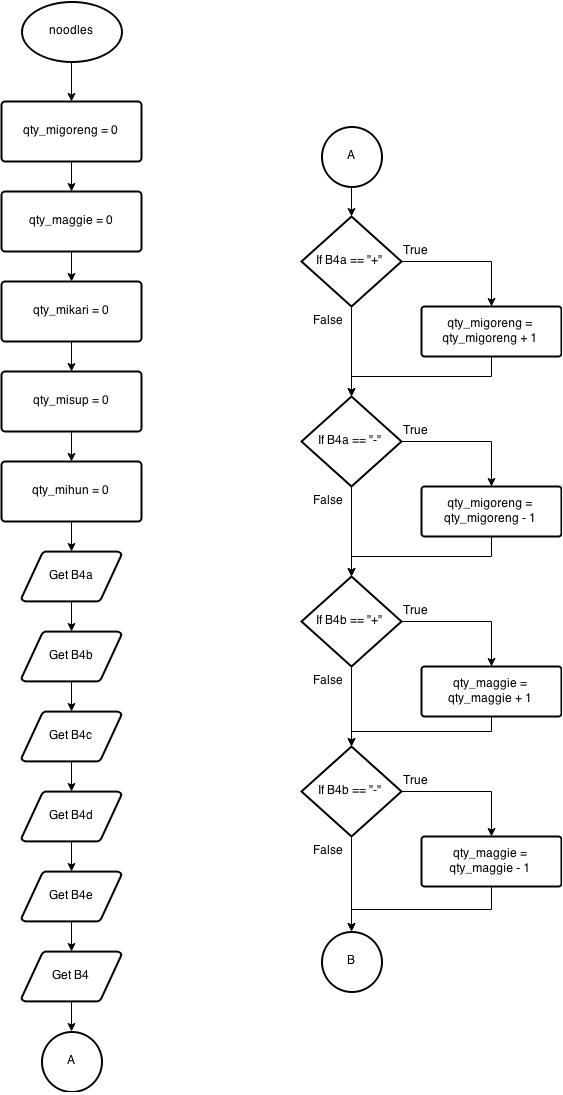 noodles
qty_migoreng = 0
qty_maggie = 0
qty_mikari = 0
qty_misup = 0
qty_mihun = 0
Get B4a
Get B4b
Get B4c
Get B4d
Get B4e
Get B4
A
A
If B4a == "+"
True
False
qty_migoreng =
qty_migoreng + 1
If B4a == "-"
True
False
qty_migoreng =
qty_migoreng - 1
If B4b == "+"
True
False
qty_maggie =
qty_maggie + 1
If B4b == "-"
True
False
qty_maggie =
qty_maggie - 1
B